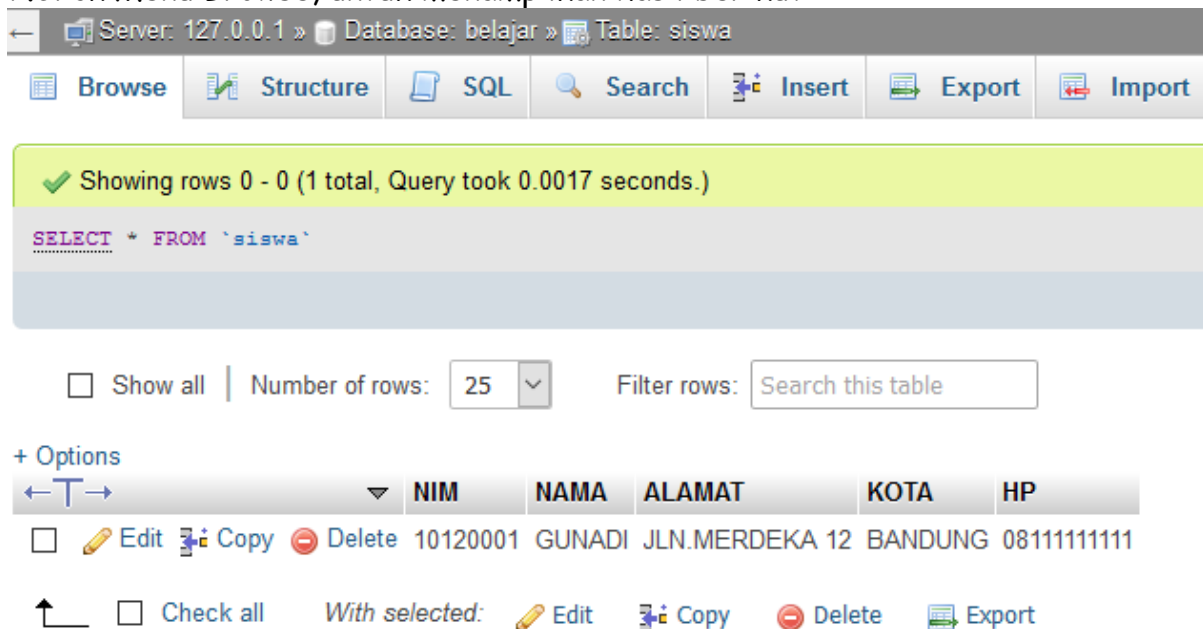 ← Server: 127.0.0.1 » Database: belajar » Table: siswa
Browse Structure SQL Search Insert Export Import
Showing rows 0 - 0 (1 total, Query took 0.0017 seconds.)
SELECT * FROM `siswa`
Show all | Number of rows: 25 Filter rows: Search this table
+ Options
←T→ NIM NAMA ALAMAT KOTA HP
Edit Copy Delete 10120001 GUNADI JLN.MERDEKA 12 BANDUNG 08111111111
Check all With selected: Edit Copy Delete Export